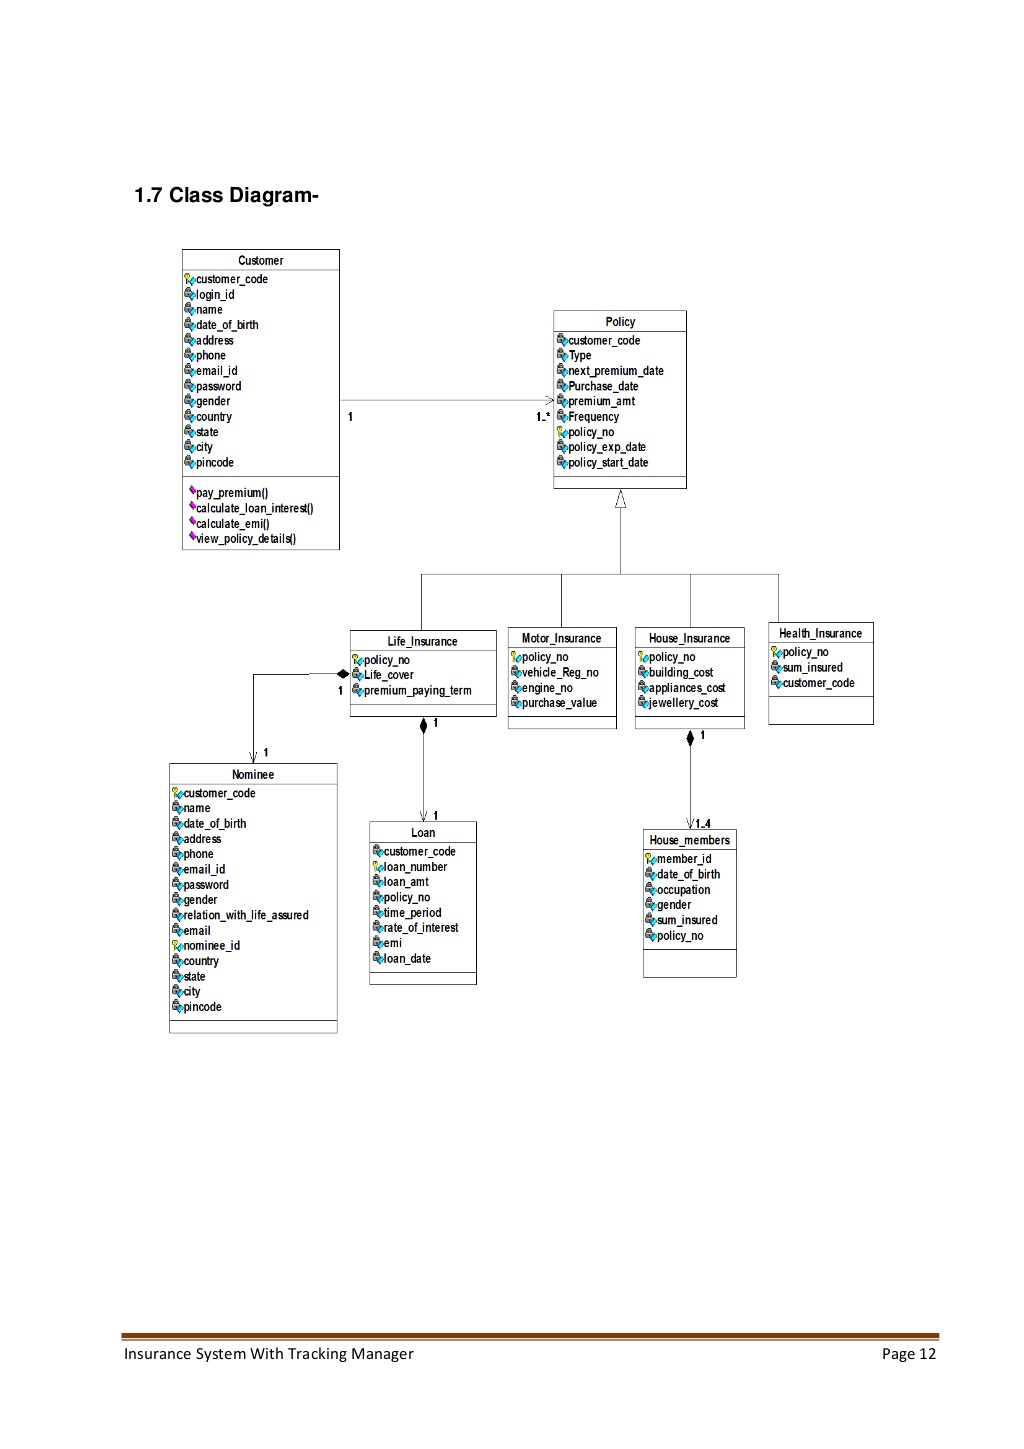 1.7 Class Diagram-
Customer
customer_code
login_id
name
date_of_birth
address
phone
email_id
password
gender
country
state
city
pincode
pay_premium()
calculate_loan_interest()
calculate_emi()
view_policy_details()
1
1..*
Policy
customer_code
Type
next_premium_date
Purchase_date
premium_amt
Frequency
policy_no
policy_exp_date
policy_start_date
Life_Insurance
policy_no
Life_cover
premium_paying_term
1
1
Motor_Insurance
policy_no
vehicle_Reg_no
engine_no
purchase_value
House_Insurance
policy_no
building_cost
appliances_cost
jewellery_cost
1
Health_Insurance
policy_no
sum_insured
customer_code
1
Nominee
customer_code
name
date_of_birth
address
phone
email_id
password
gender
relation_with_life_assured
email
nominee_id
country
state
city
pincode
1
Loan
customer_code
loan_number
loan_amt
policy_no
time_period
rate_of_interest
emi
loan_date
1..4
House_members
member_id
date_of_birth
occupation
gender
sum_insured
policy_no
Insurance System With Tracking Manager
Page 12